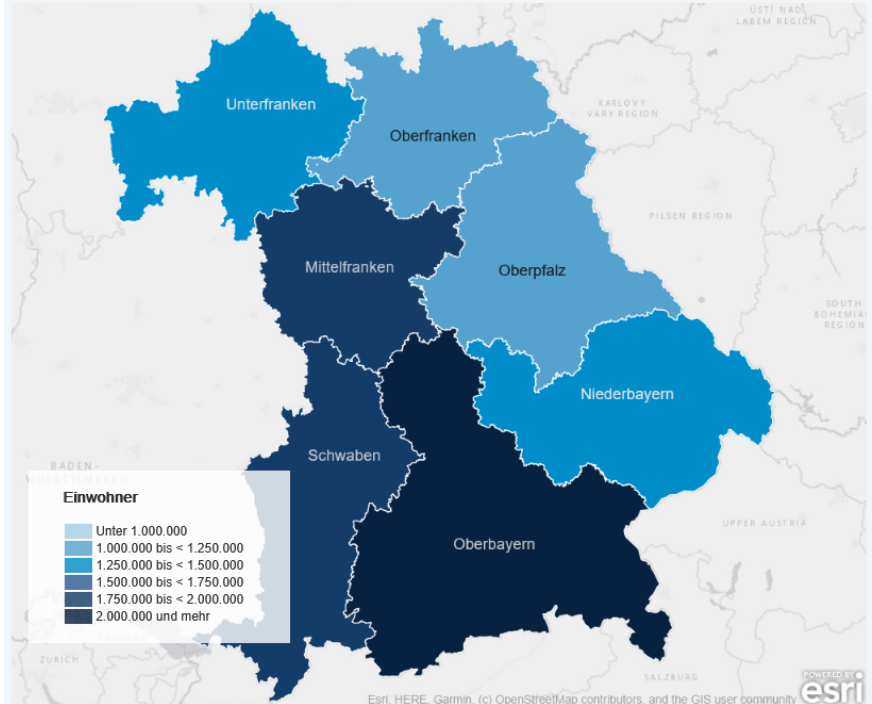 ÚSTÍ NAD
LABEM REGION
Unterfranken
KARLOVY
VARY REGION
Oberfranken
PILSEN REGION
Mittelfranken
Oberpfalz
SOUTH
BOHEMIA
REGION
Niederbayern
Schwaben
BADEN-
WUERTTEMBERG
Einwohner
Unter 1.000.000
1.000.000 bis < 1.250.000
1.250.000 bis < 1.500.000
1.500.000 bis < 1.750.000
1.750.000 bis < 2.000.000
2.000.000 und mehr
UPPER AUSTRIA
Oberbayern
ZURICH
SALZBURG
Esri, HERE, Garmin, (c) OpenStreetMap contributors, and the GIS user community
POWERED BY
esri